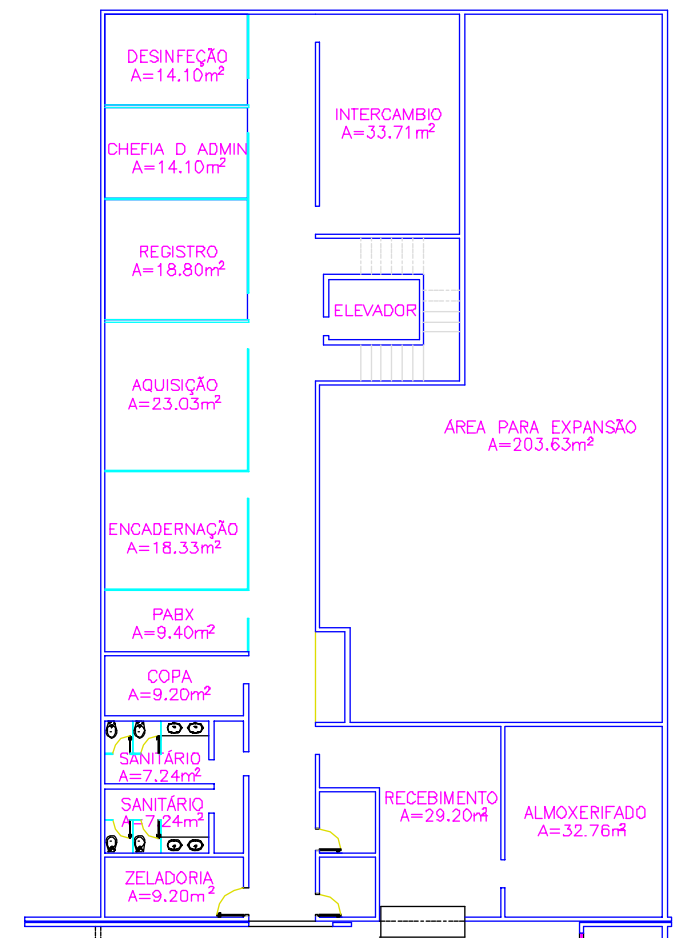 DESINFEÇÃO
A=14.10m²
INTERCAMBIO
A=33.71m²
CHEFIA D ADMIN
A=14.10m²
REGISTRO
A=18.80m²
ELEVADOR
AQUISIÇÃO
A=23.03m²
ÁREA PARA EXPANSÃO
A=203.63m²
ENCADERNAÇÃO
A=18.33m²
PABX
A=9.40m²
COPA
A=9.20m²
SANITÁRIO
A=7.24m²
SANITÁRIO
A=7.24m²
RECEBIMENTO
A=29.20m²
ALMOXERIFADO
A=32.76m²
ZELADORIA
A=9.20m²